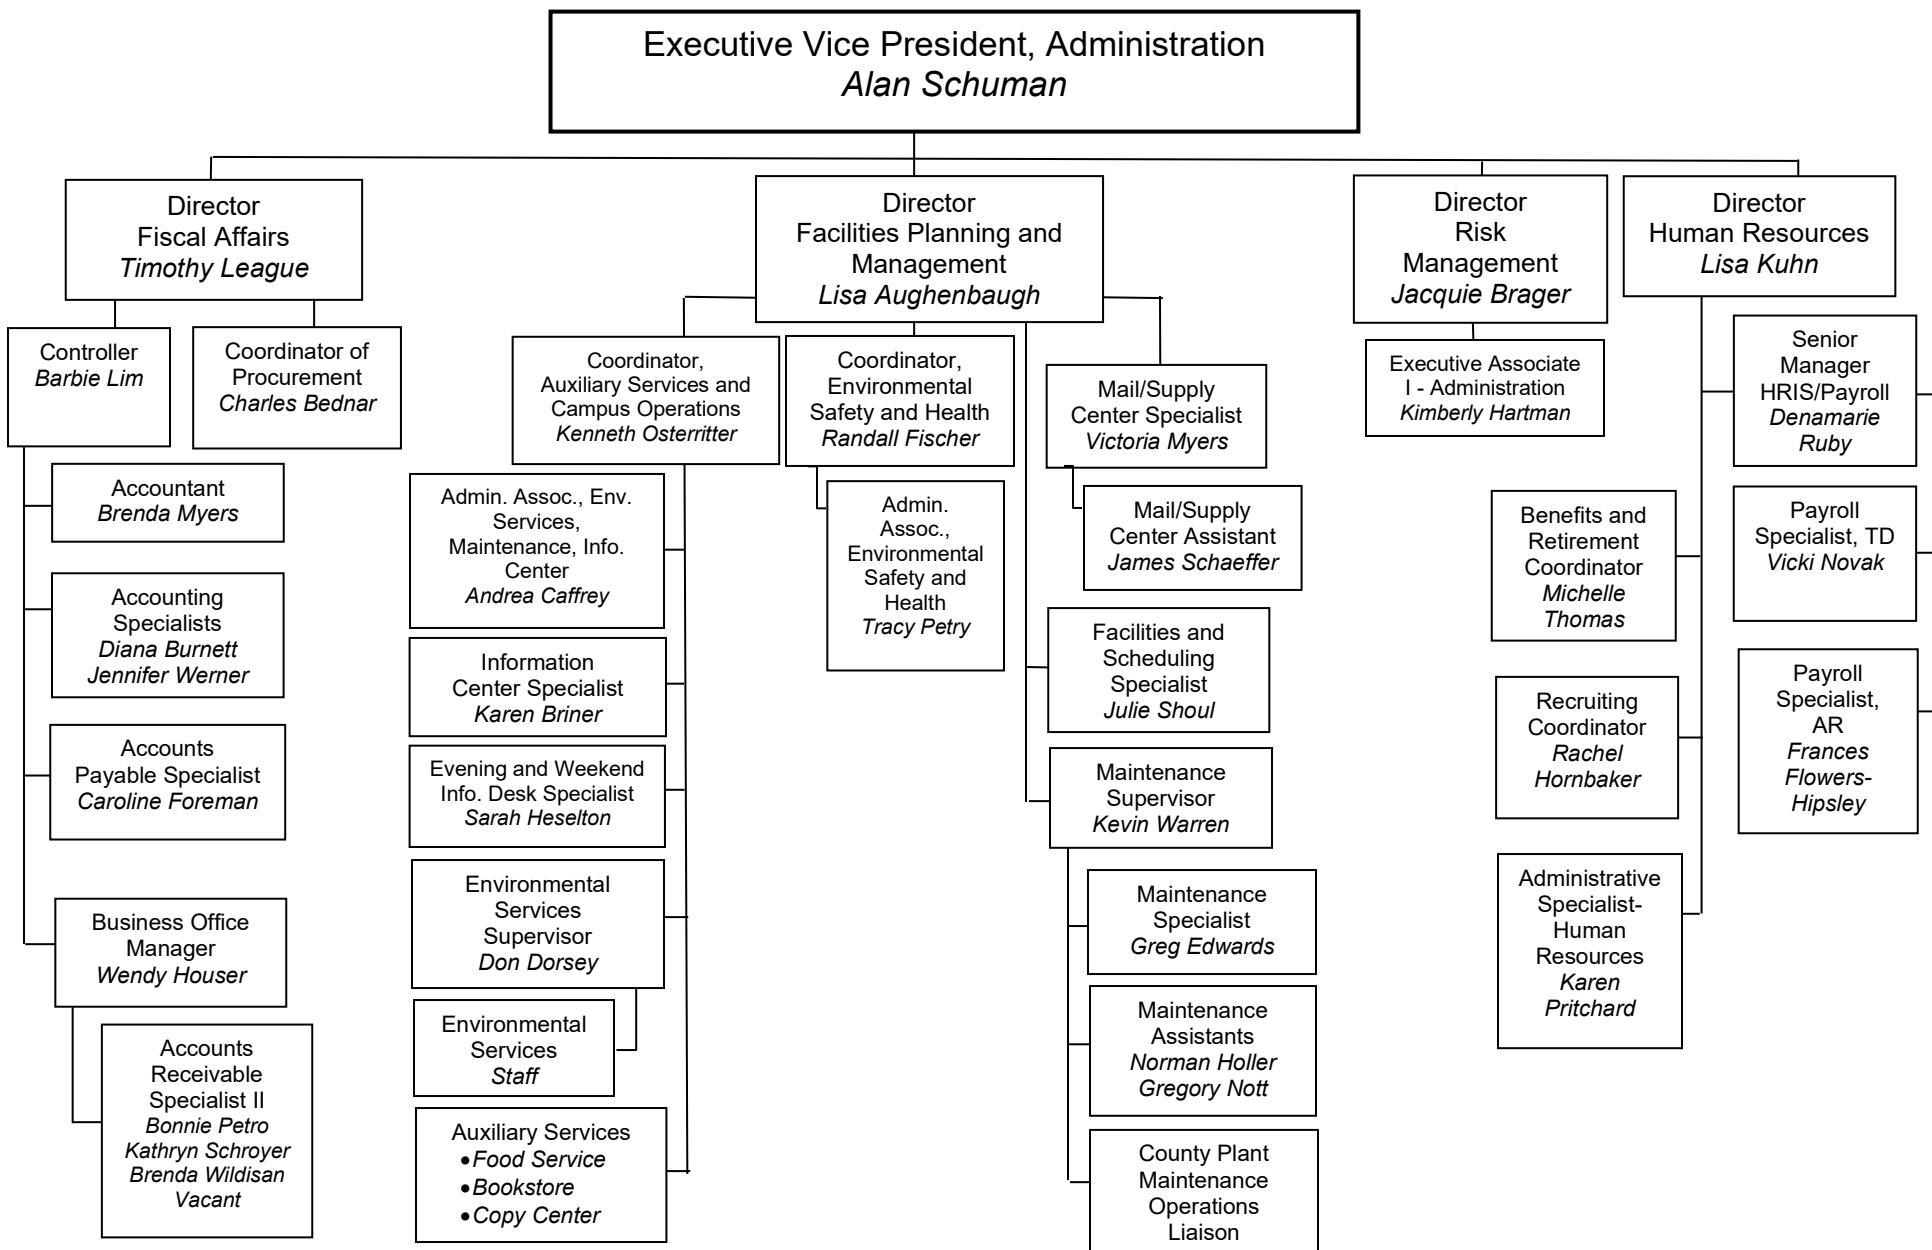 Executive Vice President, Administration
Alan Schuman
Director
Fiscal Affairs
Timothy League
Controller
Barbie Lim
Coordinator of
Procurement
Charles Bednar
Accountant
Brenda Myers
Accounting
Specialists
Diana Burnett
Jennifer Werner
Accounts
Payable Specialist
Caroline Foreman
Business Office
Manager
Wendy Houser
Accounts
Receivable
Specialist II
Bonnie Petro
Kathryn Schroyer
Brenda Wildisan
Vacant
Director
Facilities Planning and
Management
Lisa Aughenbaugh
Coordinator,
Auxiliary Services and
Campus Operations
Kenneth Osterritter
Admin. Assoc., Env.
Services,
Maintenance, Info.
Center
Andrea Caffrey
Information
Center Specialist
Karen Briner
Evening and Weekend
Info. Desk Specialist
Sarah Heselton
Environmental
Services
Supervisor
Don Dorsey
Environmental
Services
Staff
Auxiliary Services
•Food Service
•Bookstore
•Copy Center
Coordinator,
Environmental
Safety and Health
Randall Fischer
Admin.
Assoc.,
Environmental
Safety and
Health
Tracy Petry
Mail/Supply
Center Specialist
Victoria Myers
Mail/Supply
Center Assistant
James Schaeffer
Facilities and
Scheduling
Specialist
Julie Shoul
Maintenance
Supervisor
Kevin Warren
Maintenance
Specialist
Greg Edwards
Maintenance
Assistants
Norman Holler
Gregory Nott
County Plant
Maintenance
Operations
Liaison
Director
Risk
Management
Jacquie Brager
Executive Associate
I - Administration
Kimberly Hartman
Director
Human Resources
Lisa Kuhn
Senior
Manager
HRIS/Payroll
Denamarie
Ruby
Benefits and
Retirement
Coordinator
Michelle
Thomas
Payroll
Specialist, TD
Vicki Novak
Recruiting
Coordinator
Rachel
Hornbaker
Payroll
Specialist,
AR
Frances
Flowers-
Hipsley
Administrative
Specialist-
Human
Resources
Karen
Pritchard